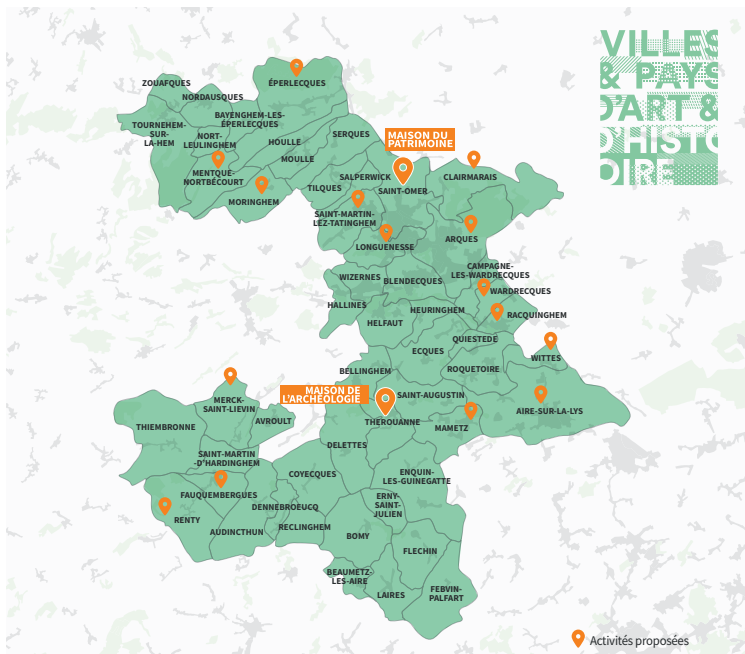 VILLES
& PAYS
D'ART &
D'HISTO
OIRE
ÉPERLECQUES
ZOUAFQUES
NORDAUSQUES
BAYENGHEM-LES-
ÉPERLECQUES
TOURNEHEM-
SUR-
LA-HEM
NORT-
LEULINGHEM
SERQUES
HOULLE
MOULLE
MAISON DU
PATRIMOINE
MENTQUE-
NORTBÉCOURT
SALPERWICK
TILQUES
SAINT-OMER
CLAIRMARAIS
MORINGHEM
SAINT-MARTIN-
LEZ-TATINGHEM
ARQUES
LONGUENESSE
CAMPAGNE-
LES-WARDRECQUES
WIZERNES
BLENDECQUES
WARDRECQUES
HALLINES
HEURINGHEM
RACQUINGHEM
HELFAUT
QUIESTEDE
ECQUES
WITTES
BELLINGHEM
ROQUETOIRE
MAISON DE
L'ARCHÉOLOGIE
SAINT-AUGUSTIN
MERCK-
SAINT-LIEVIN
AIRE-SUR-LA-LYS
THIEMBRONNE
AVROULT
THEROUANNE
MAMETZ
DELETTES
SAINT-MARTIN
-D'HARDINGHEM
COYECQUES
ENQUIN-
LES-GUINEGATTE
FAUQUEMBERGUES
DENNEBROEUCQ
ERNY-
SAINT-
JULIEN
RENTY
AUDINCTHUN
RECLINGHEM
BOMY
FLECHIN
BEAUMETZ-
LES-AIRE
LAIRES
FEBVIN-
PALFART
Activités proposées